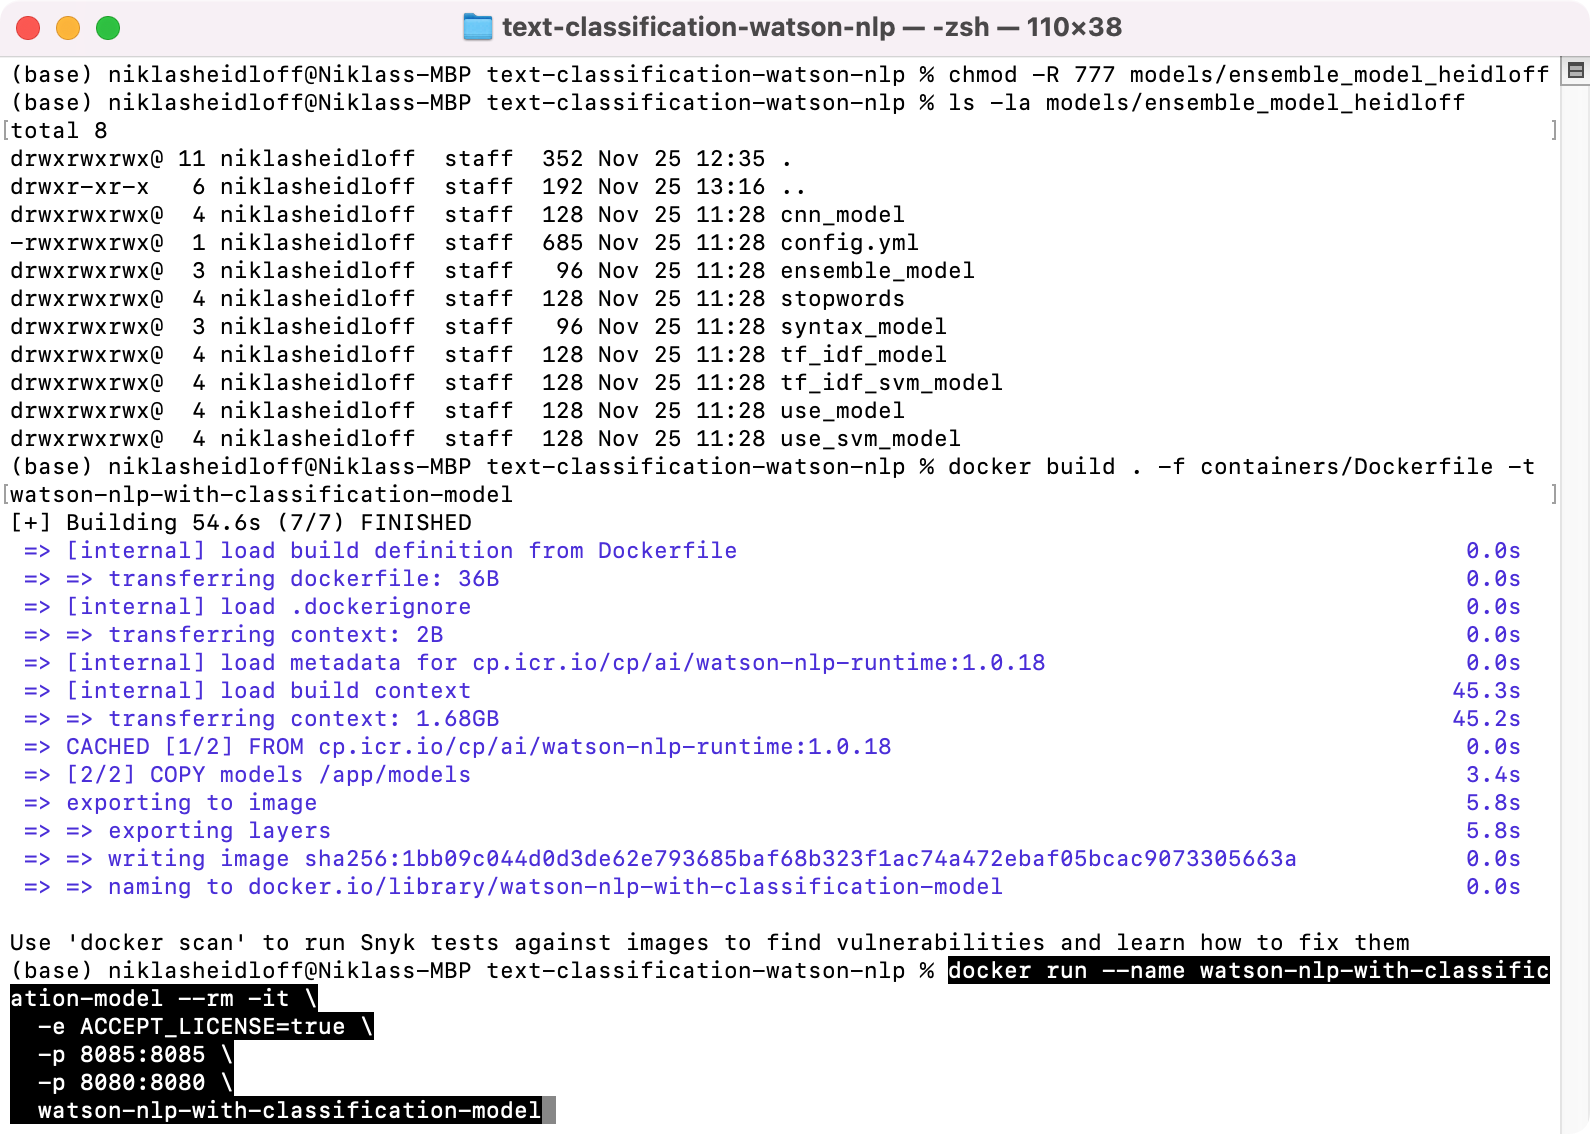 text-classification-watson-nlp — -zsh — 110×38
(base) niklasheidloff@Niklass-MBP text-classification-watson-nlp % chmod -R 777 models/ensemble_model_heidloff
(base) niklasheidloff@Niklass-MBP text-classification-watson-nlp % ls -la models/ensemble_model_heidloff
[total 8 ]
drwxrwxrwx@ 11 niklasheidloff  staff  352 Nov 25 12:35 .
drwxr-xr-x   6 niklasheidloff  staff  192 Nov 25 13:16 ..
drwxrwxrwx@  4 niklasheidloff  staff  128 Nov 25 11:28 cnn_model
-rwxrwxrwx@  1 niklasheidloff  staff  685 Nov 25 11:28 config.yml
drwxrwxrwx@  3 niklasheidloff  staff   96 Nov 25 11:28 ensemble_model
drwxrwxrwx@  4 niklasheidloff  staff  128 Nov 25 11:28 stopwords
drwxrwxrwx@  3 niklasheidloff  staff   96 Nov 25 11:28 syntax_model
drwxrwxrwx@  4 niklasheidloff  staff  128 Nov 25 11:28 tf_idf_model
drwxrwxrwx@  4 niklasheidloff  staff  128 Nov 25 11:28 tf_idf_svm_model
drwxrwxrwx@  4 niklasheidloff  staff  128 Nov 25 11:28 use_model
drwxrwxrwx@  4 niklasheidloff  staff  128 Nov 25 11:28 use_svm_model
(base) niklasheidloff@Niklass-MBP text-classification-watson-nlp % docker build . -f containers/Dockerfile -t
[watson-nlp-with-classification-model ]
[+] Building 54.6s (7/7) FINISHED
 => [internal] load build definition from Dockerfile 0.0s
 => => transferring dockerfile: 36B 0.0s
 => [internal] load .dockerignore 0.0s
 => => transferring context: 2B 0.0s
 => [internal] load metadata for cp.icr.io/cp/ai/watson-nlp-runtime:1.0.18 0.0s
 => [internal] load build context 45.3s
 => => transferring context: 1.68GB 45.2s
 => CACHED [1/2] FROM cp.icr.io/cp/ai/watson-nlp-runtime:1.0.18 0.0s
 => [2/2] COPY models /app/models 3.4s
 => exporting to image 5.8s
 => => exporting layers 5.8s
 => => writing image sha256:1bb09c044d0d3de62e793685baf68b323f1ac74a472ebaf05bcac9073305663a 0.0s
 => => naming to docker.io/library/watson-nlp-with-classification-model 0.0s
Use 'docker scan' to run Snyk tests against images to find vulnerabilities and learn how to fix them
(base) niklasheidloff@Niklass-MBP text-classification-watson-nlp % docker run --name watson-nlp-with-classific
ation-model --rm -it \
  -e ACCEPT_LICENSE=true \
  -p 8085:8085 \
  -p 8080:8080 \
  watson-nlp-with-classification-model